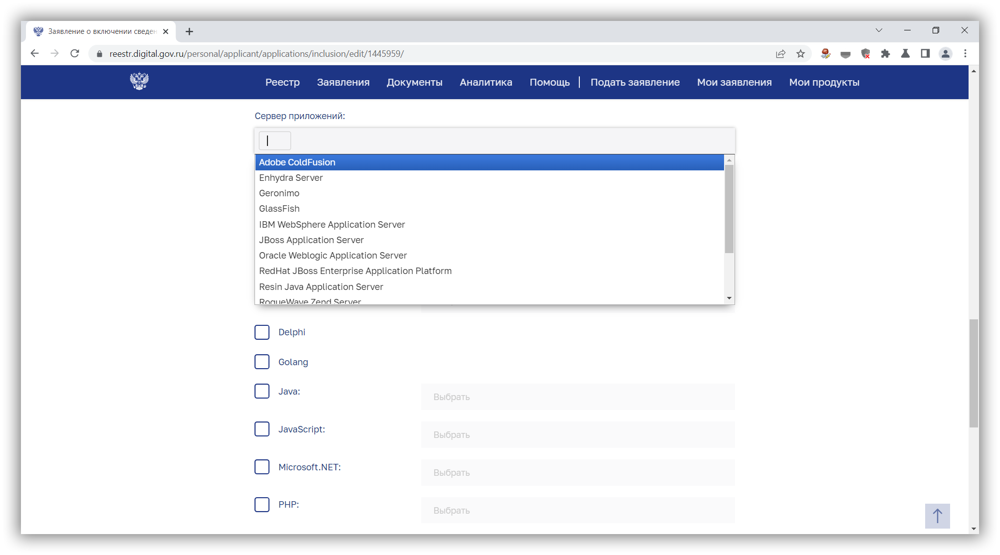 Заявление о включении сведен
reestr.digital.gov.ru/personal/applicant/applications/inclusion/edit/1445959/
Реестр Заявления Документы Аналитика Помощь Подать заявление Мои заявления Мои продукты
Сервер приложений:
Adobe ColdFusion
Enhydra Server
Geronimo
GlassFish
IBM WebSphere Application Server
JBoss Application Server
Oracle Weblogic Application Server
RedHat JBoss Enterprise Application Platform
Resin Java Application Server
RogueWave Zend Server
Delphi
Golang
Java: Выбрать
JavaScript: Выбрать
Microsoft.NET: Выбрать
PHP: Выбрать